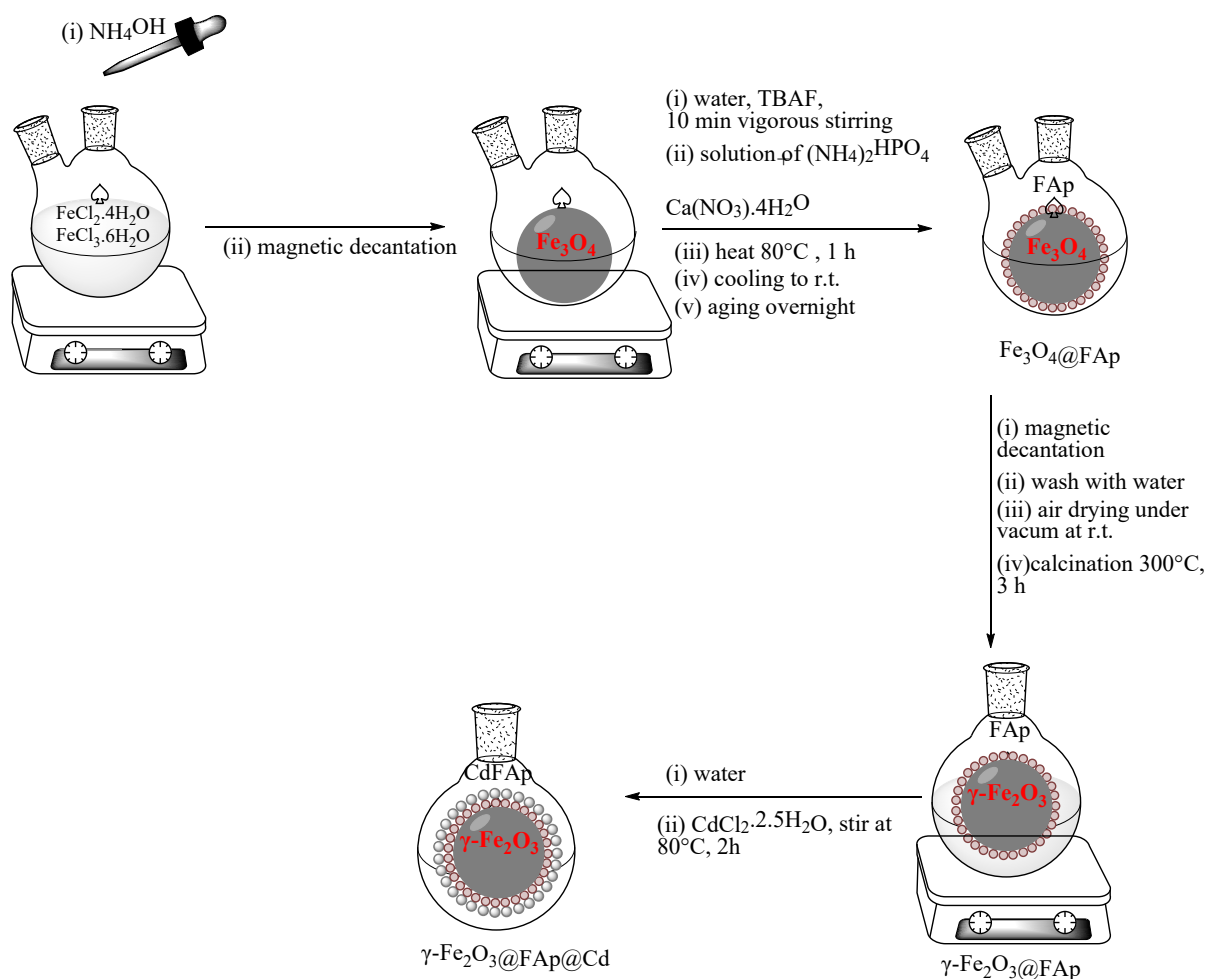 (i) NH4OH
FeCl2.4H2O
FeCl3.6H2O
(ii) magnetic decantation
Fe3O4
(i) water, TBAF,
10 min vigorous stirring
(ii) solution of (NH4)2HPO4
Ca(NO3).4H2O
(iii) heat 80°C , 1 h
(iv) cooling to r.t.
(v) aging overnight
FAp
Fe3O4
Fe3O4@FAp
(i) magnetic
decantation
(ii) wash with water
(iii) air drying under
vacum at r.t.
(iv)calcination 300°C,
3 h
FAp
γ-Fe2O3
γ-Fe2O3@FAp
(i) water
(ii) CdCl2.2.5H2O, stir at
80°C, 2h
CdFAp
γ-Fe2O3
γ-Fe2O3@FAp@Cd